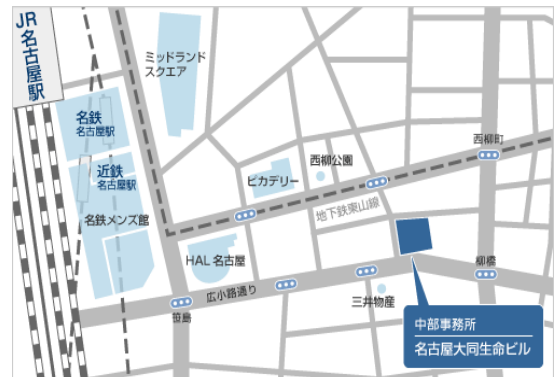 JR名古屋駅
ミッドランド
スクエア
名鉄
名古屋駅
近鉄
名古屋駅
名鉄メンズ館
ピカデリー
西柳公園
西柳町
地下鉄東山線
HAL 名古屋
広小路通り
笹島
三井物産
柳橋
中部事務所
名古屋大同生命ビル